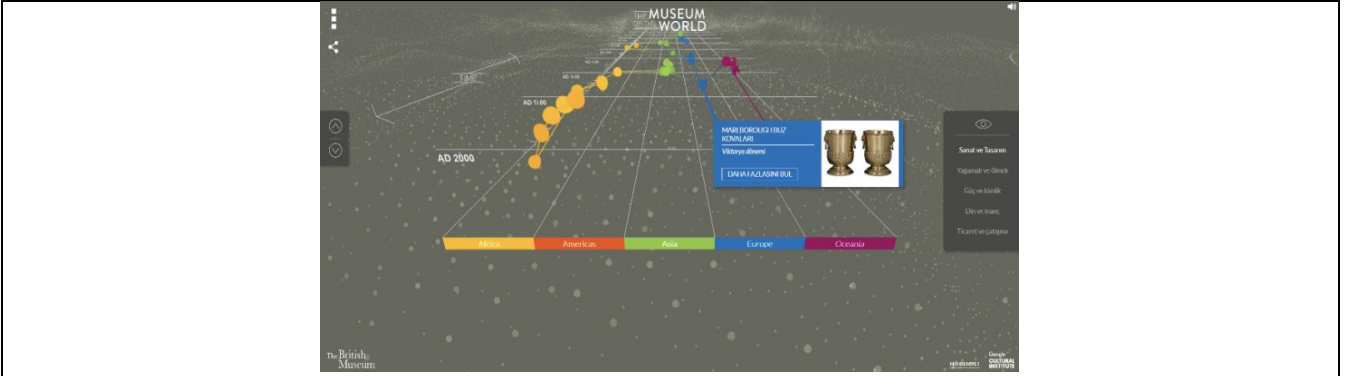 THE MUSEUM
OF THE WORLD
TIME
AD 1500
AD 2000
MARLBOROUGH BUZ
KOVALARI
Viktorya dönemi
DAHA FAZLASINI BUL
Sanat ve Tasarım
Yaşamak ve ölmek
Güç ve kimlik
Din ve inanç
Ticaret ve çatışma
Africa
Americas
Asia
Europe
Oceania
The British
Museum
Google
CULTURAL
INSTITUTE